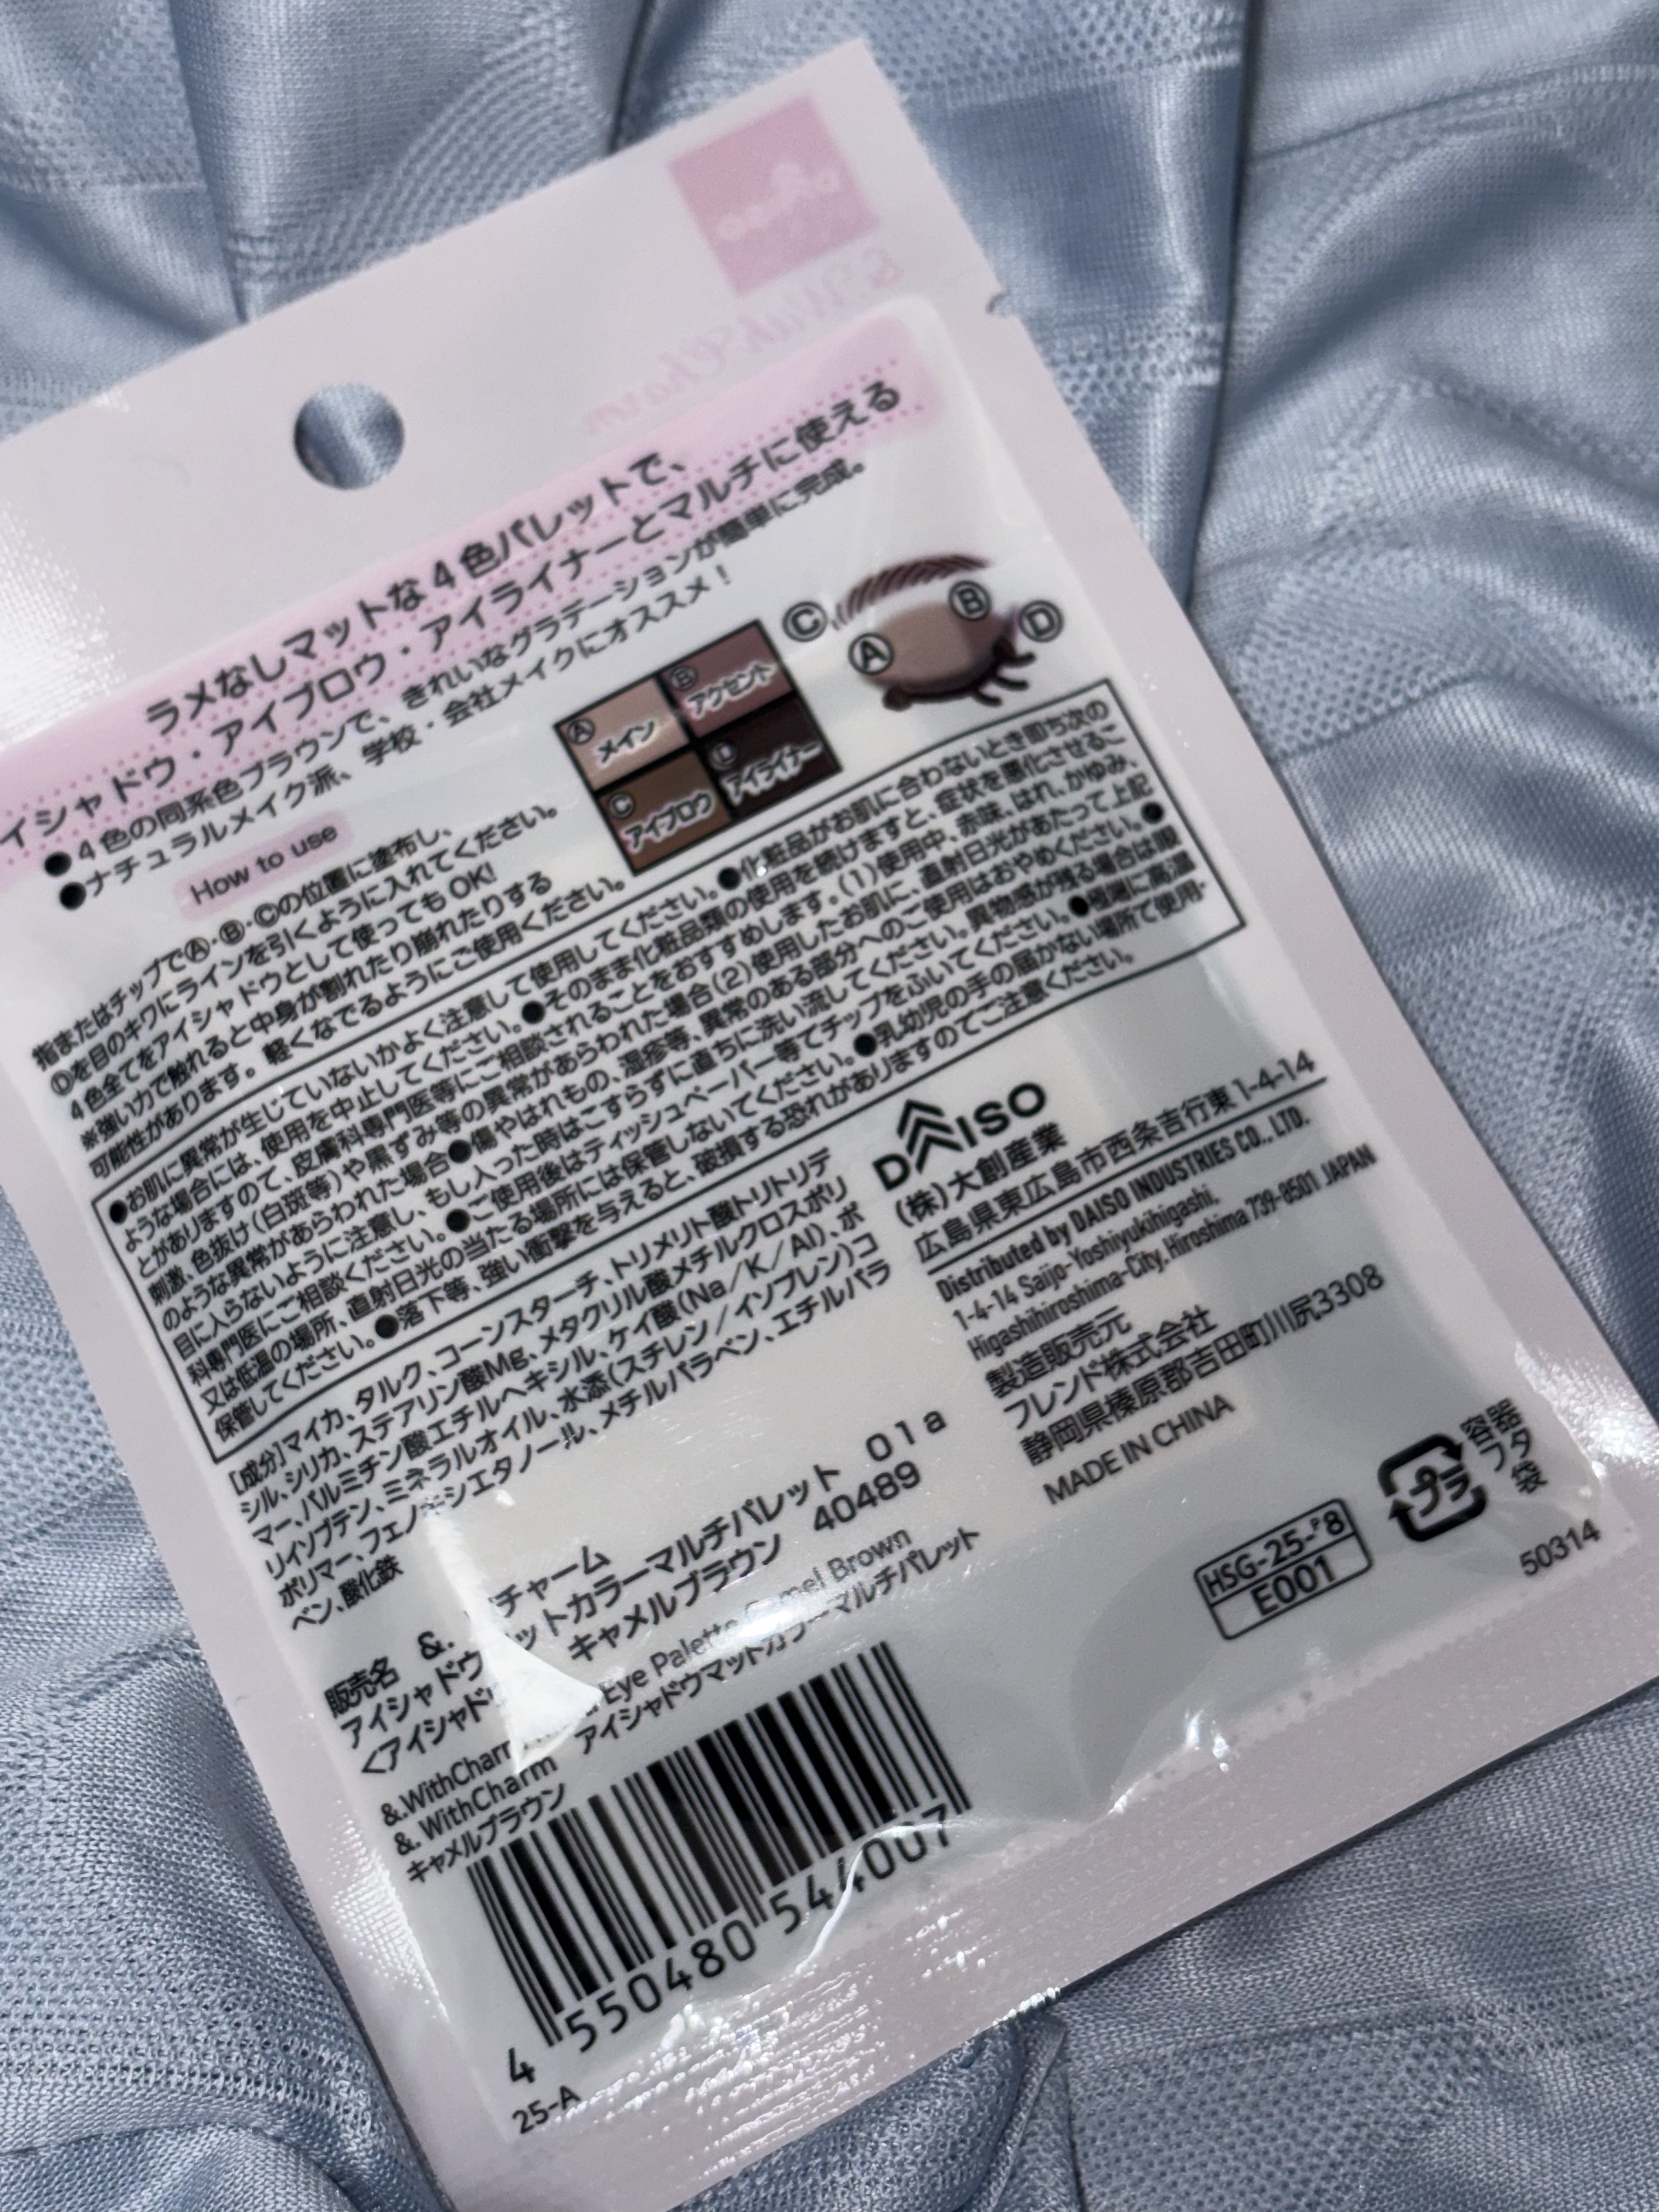 ラメなしマットな4色パレットで、
イシャドウ・アイブロウ・アイライナーとマルチに使える
●4色の同系色ブラウンで、きれいなグラデーションが簡単に完成。
●ナチュラルメイク派、学校・会社メイクにオススメ!
How to use
指またはチップでⒶ・Ⓑ・Ⓒの位置に塗布し、
Ⓓを目のキワにラインを引くように入れてください。
4色全てをアイシャドウとして使ってもOK!
※強い力で触れると中身が割れたり崩れたりする
可能性があります。軽くなでるようにご使用ください。
Ⓐ メイン
Ⓑ アクセント
Ⓒ アイブロウ
Ⓓ アイライナー
Ⓒ
Ⓑ
Ⓐ
Ⓓ
●お肌に異常が生じていないかよく注意して使用してください。●化粧品がお肌に合わないとき即ち次の
ような場合には、使用を中止してください。●そのまま化粧品類の使用を続けますと、症状を悪化させるこ
とがありますので、皮膚科専門医等にご相談されることをおすすめします。(1)使用中、赤味、はれ、かゆみ、
刺激、色抜け(白斑等)や黒ずみ等の異常があらわれた場合(2)使用したお肌に、直射日光があたって上記
のような異常があらわれた場合●傷やはれもの、湿疹等、異常のある部分へのご使用はおやめください。●
目に入らないように注意し、もし入った時はこすらずに直ちに洗い流してください。異物感が残る場合は眼
科専門医にご相談ください。●ご使用後はティッシュペーパー等でチップをふいてください。●極端に高温
又は低温の場所、直射日光の当たる場所には保管しないでください。●乳幼児の手の届かない場所で使用・
保管してください。●落下等、強い衝撃を与えると、破損する恐れがありますのでご注意ください。
[成分]マイカ、タルク、コーンスターチ、トリメリト酸トリトリデ
シル、シリカ、ステアリン酸Mg、メタクリル酸メチルクロスポリ
マー、パルミチン酸エチルヘキシル、ケイ酸(Na/K/Al)、ポ
リイソブテン、ミネラルオイル、水添(スチレン/イソプレン)コ
ポリマー、フェノキシエタノール、メチルパラベン、エチルパラ
ベン、酸化鉄
販売名 &. チャーム
アイシャドウ ットカラーマルチパレット 01a
<アイシャドウ キャメルブラウン 40489
&.WithCharm Eye Palette Camel Brown
&. WithCharm アイシャドウマットカラーマルチパレット
キャメルブラウン
4 550480 544007
25-A
DAISO
(株)大創産業
広島県東広島市西条吉行東1-4-14
Distributed by DAISO INDUSTRIES CO., LTD.
1-4-14 Saijo-Yoshiyukihigashi,
Higashihiroshima-City, Hiroshima 739-8501 JAPAN
製造販売元
フレンド株式会社
静岡県榛原郡吉田町川尻3308
MADE IN CHINA
HSG-25-P8
E001
プラ
容器
フタ
袋
50314